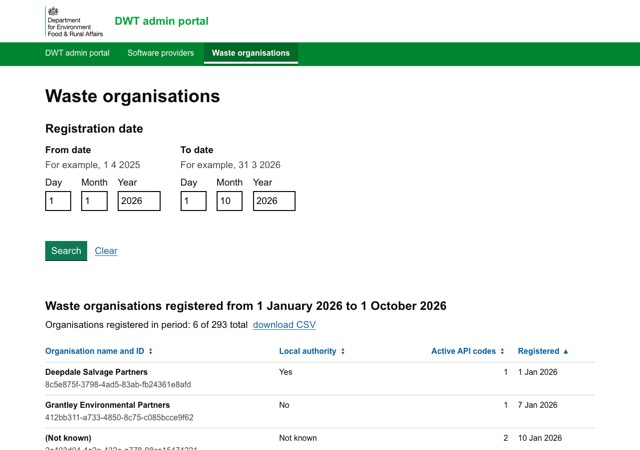 Department
for Environment
Food & Rural Affairs
DWT admin portal
DWT admin portal Software providers Waste organisations
Waste organisations
Registration date
From date To date
For example, 1 4 2025 For example, 31 3 2026
Day Month Year Day Month Year
1 1 2026 1 10 2026
Search Clear
Waste organisations registered from 1 January 2026 to 1 October 2026
Organisations registered in period: 6 of 293 total download CSV
Organisation name and ID Local authority Active API codes Registered
Deepdale Salvage Partners Yes 1 1 Jan 2026
8c5e875f-3798-4ad5-83ab-fb24361e8afd
Grantley Environmental Partners No 1 7 Jan 2026
412bb311-a733-4850-8c75-c085bcce9f62
(Not known) Not known 2 10 Jan 2026